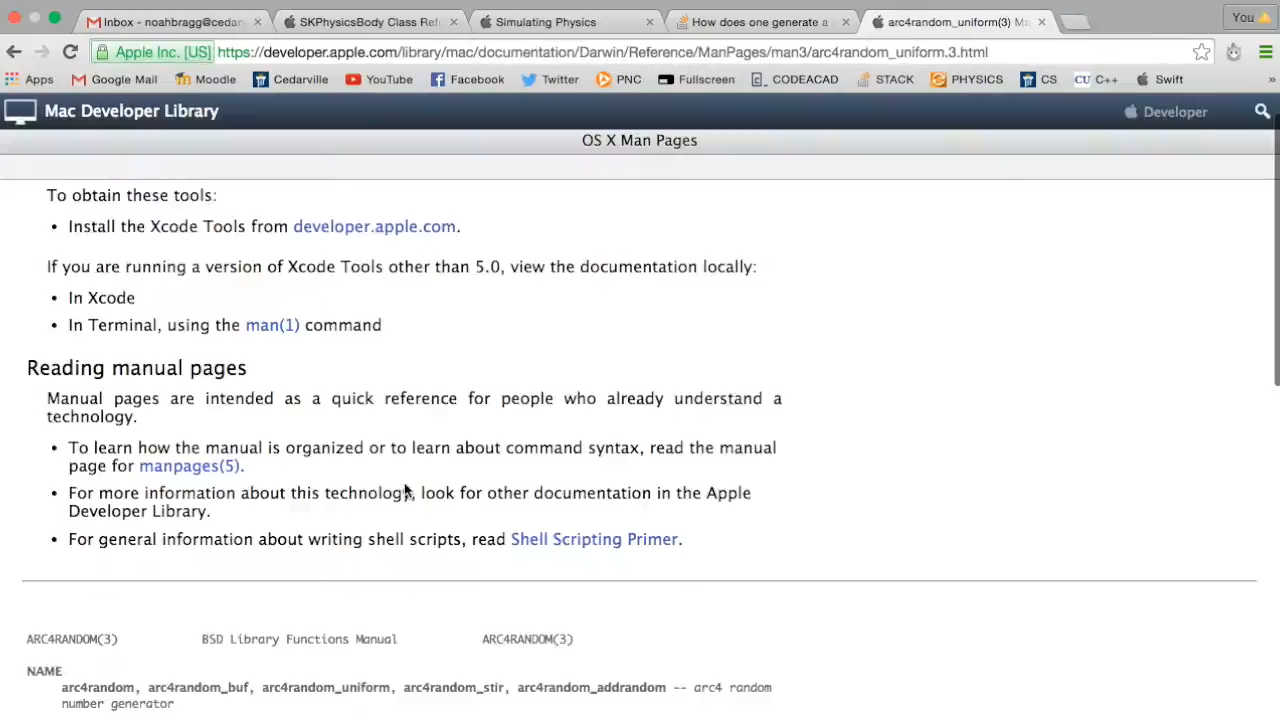 Inbox - noahbragg@cedar
SKPhysicsBody Class Ref
Simulating Physics
How does one generate a
arc4random_uniform(3) Ma
You
Apple Inc. [US] https://developer.apple.com/library/mac/documentation/Darwin/Reference/ManPages/man3/arc4random_uniform.3.html
Apps Google Mail Moodle Cedarville YouTube Facebook Twitter PNC Fullscreen CODEACAD STACK PHYSICS CS CU C++ Swift »
Mac Developer Library
Developer
OS X Man Pages
To obtain these tools:
• Install the Xcode Tools from developer.apple.com.
If you are running a version of Xcode Tools other than 5.0, view the documentation locally:
• In Xcode
• In Terminal, using the man(1) command
Reading manual pages
Manual pages are intended as a quick reference for people who already understand a
technology.
• To learn how the manual is organized or to learn about command syntax, read the manual
page for manpages(5).
• For more information about this technology, look for other documentation in the Apple
Developer Library.
• For general information about writing shell scripts, read Shell Scripting Primer.
ARC4RANDOM(3) BSD Library Functions Manual ARC4RANDOM(3)
NAME
arc4random, arc4random_buf, arc4random_uniform, arc4random_stir, arc4random_addrandom -- arc4 random
number generator